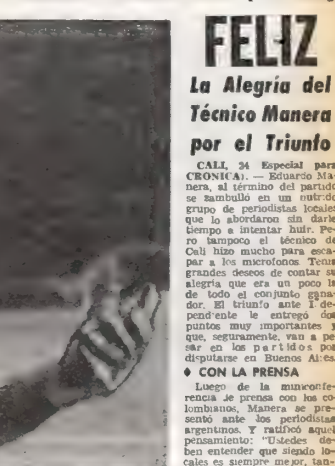 FELIZ
La Alegría del
Técnico Manera
por el Triunfo
CALI, 24 Especial para
CRONICA). — Eduardo Ma-
nera, al término del partido
se zambulló en un nutrido
grupo de periodistas locales
que lo abordaron sin darle
tiempo a intentar huir. Pe-
ro tampoco el técnico de
Cali hizo mucho para esca-
par a los micrófonos Tenía
grandes deseos de contar su
alegría que era un poco la
de todo el conjunto gana-
dor. El triunfo ante Inde-
pendiente le entregó dos
puntos muy importantes y
que, seguramente, van a pe-
sar en los partidos por
disputarse en Buenos Aires.
♦ CON LA PRENSA
Luego de la miniconfe-
rencia de prensa con los co-
lombianos, Manera se pre-
sentó ante los periodistas
argentinos. Y ratificó aquel
pensamiento: "Ustedes de-
ben entender que siendo lo-
cales es siempre mejor, tan-